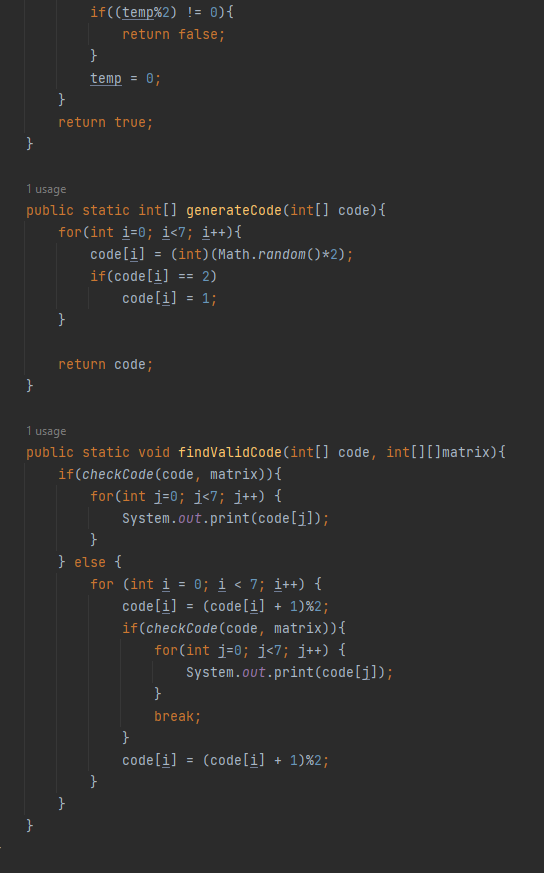 if((temp%2) != 0){
return false;
}
temp = 0;
}
return true;
}
1 usage
public static int[] generateCode(int[] code){
for(int i=0; i<7; i++){
code[i] = (int)(Math.random()*2);
if(code[i] == 2)
code[i] = 1;
}
return code;
}
1 usage
public static void findValidCode(int[] code, int[][]matrix){
if(checkCode(code, matrix)){
for(int j=0; j<7; j++) {
System.out.print(code[j]);
}
} else {
for (int i = 0; i < 7; i++) {
code[i] = (code[i] + 1)%2;
if(checkCode(code, matrix)){
for(int j=0; j<7; j++) {
System.out.print(code[j]);
}
break;
}
code[i] = (code[i] + 1)%2;
}
}
}